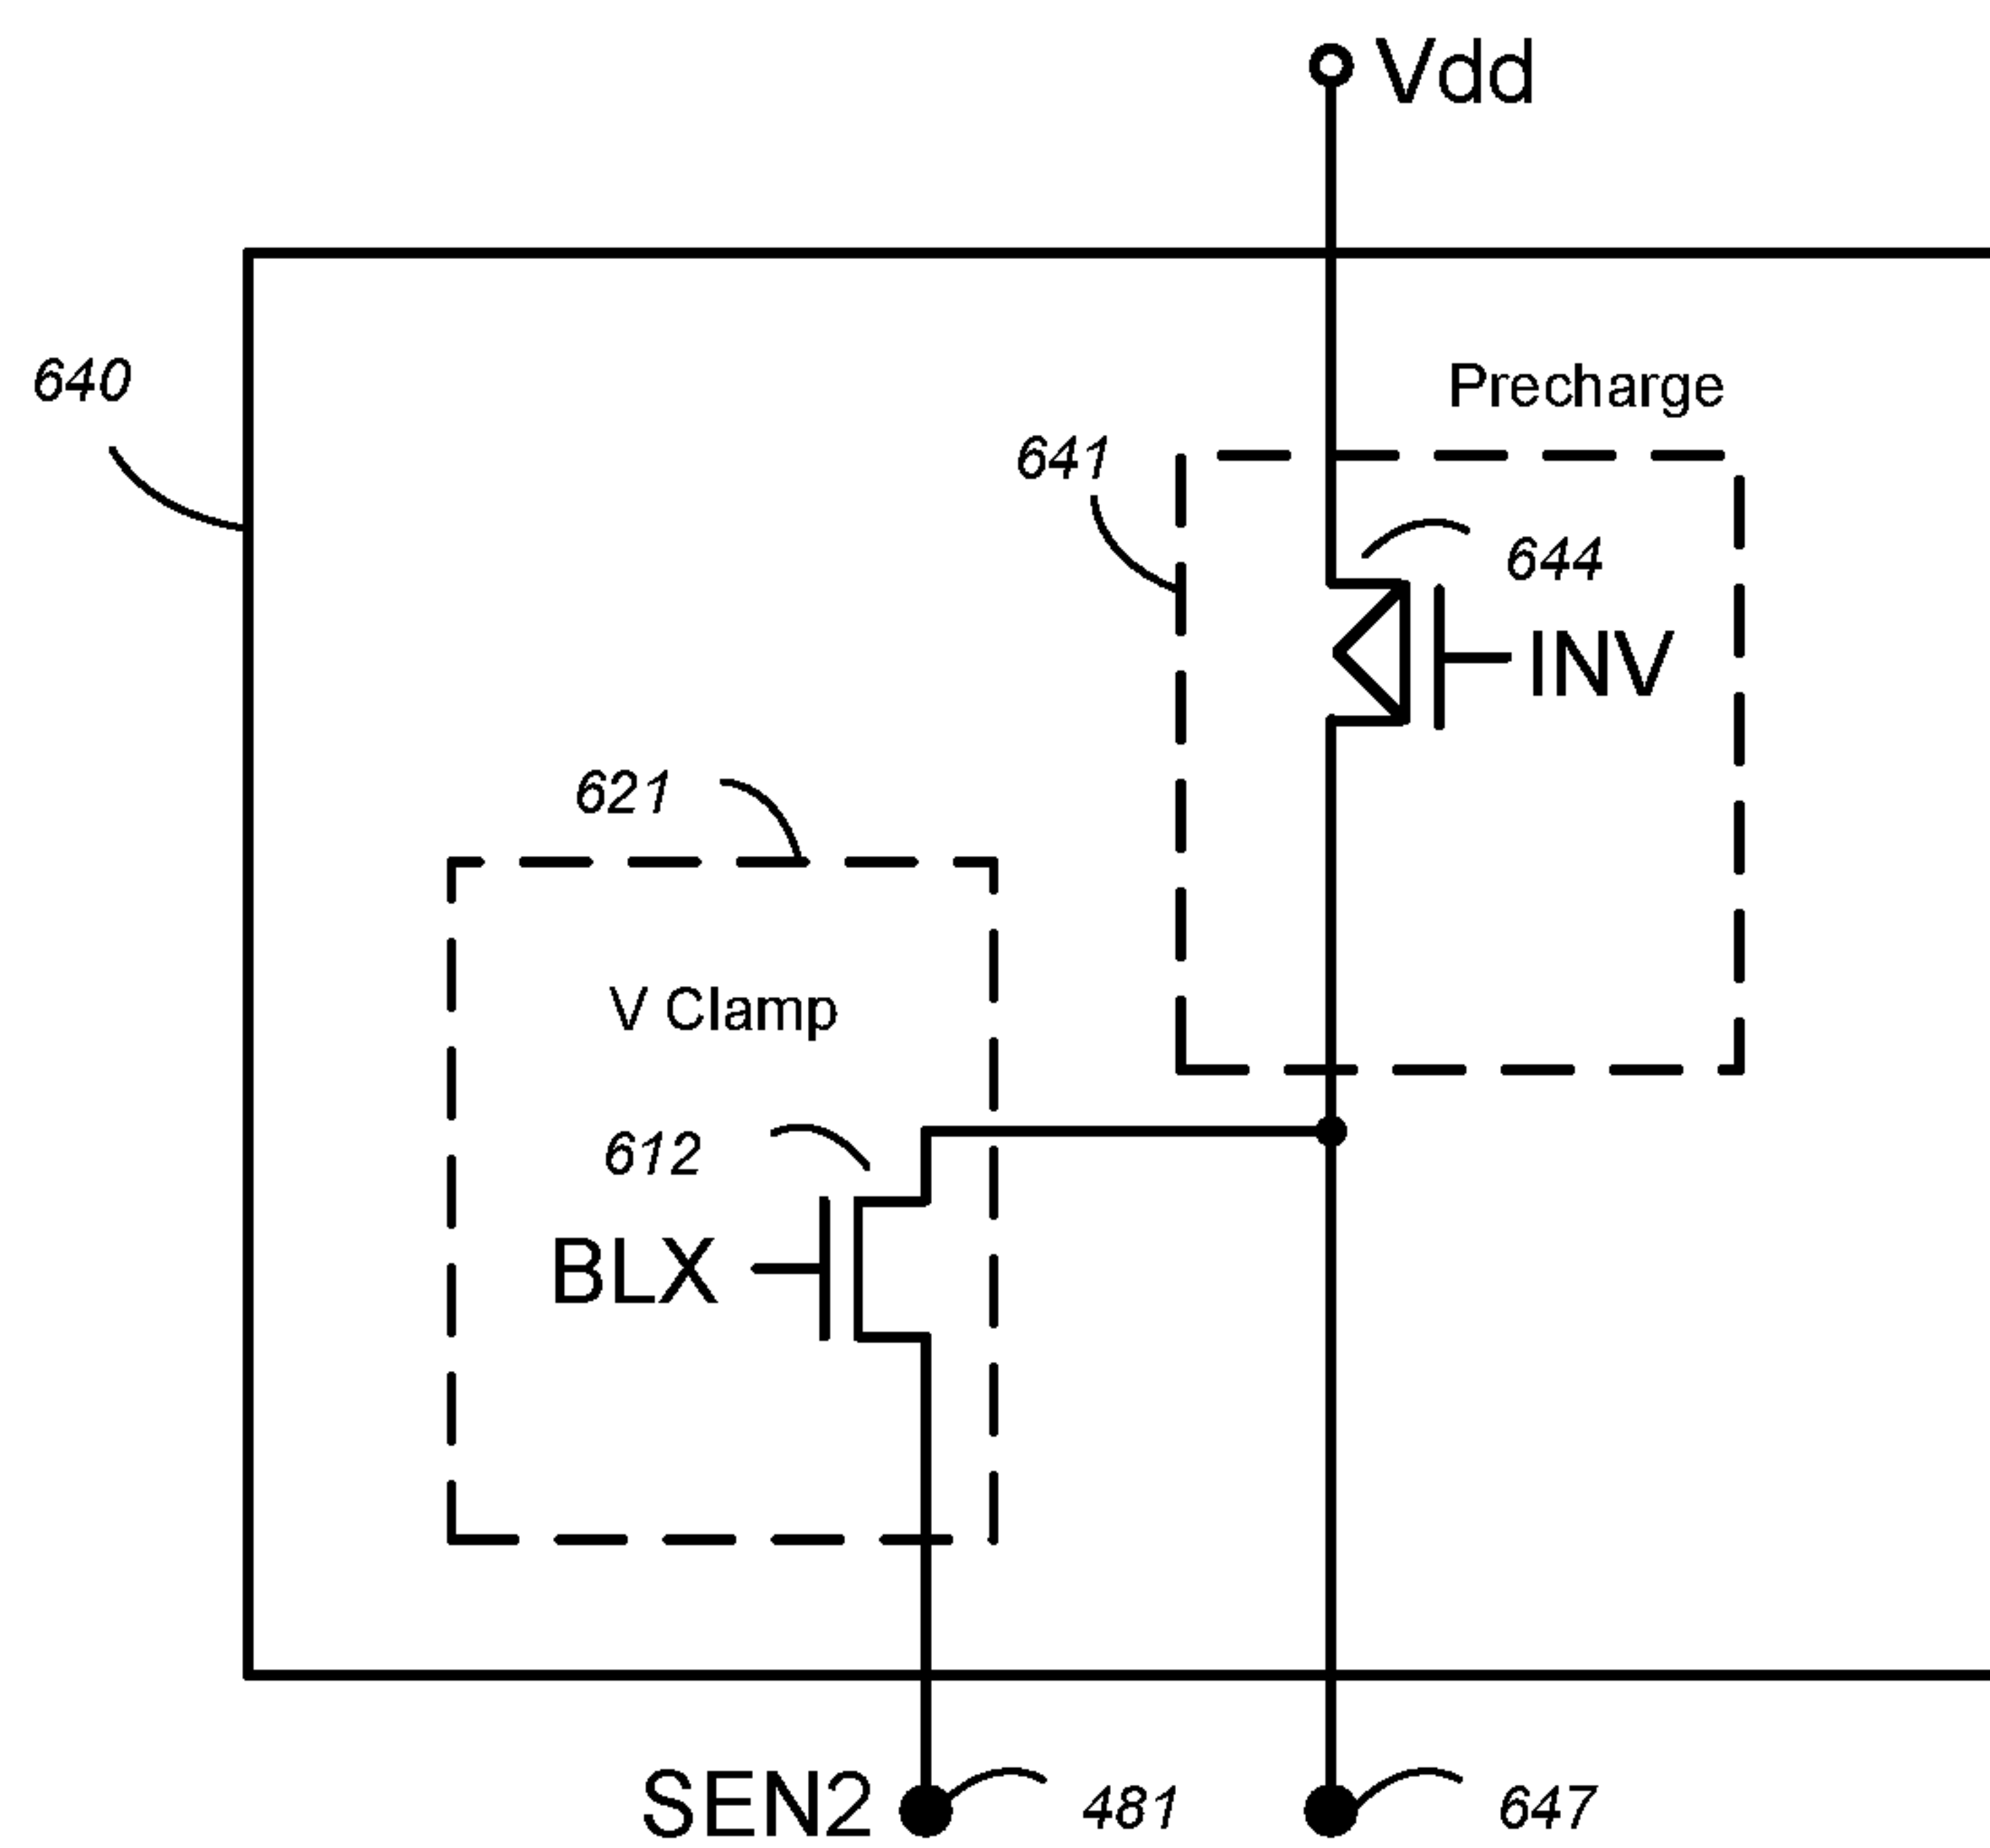 Vdd
640
Precharge
641
644
INV
621
V Clamp
612
BLX
SEN2
481
647